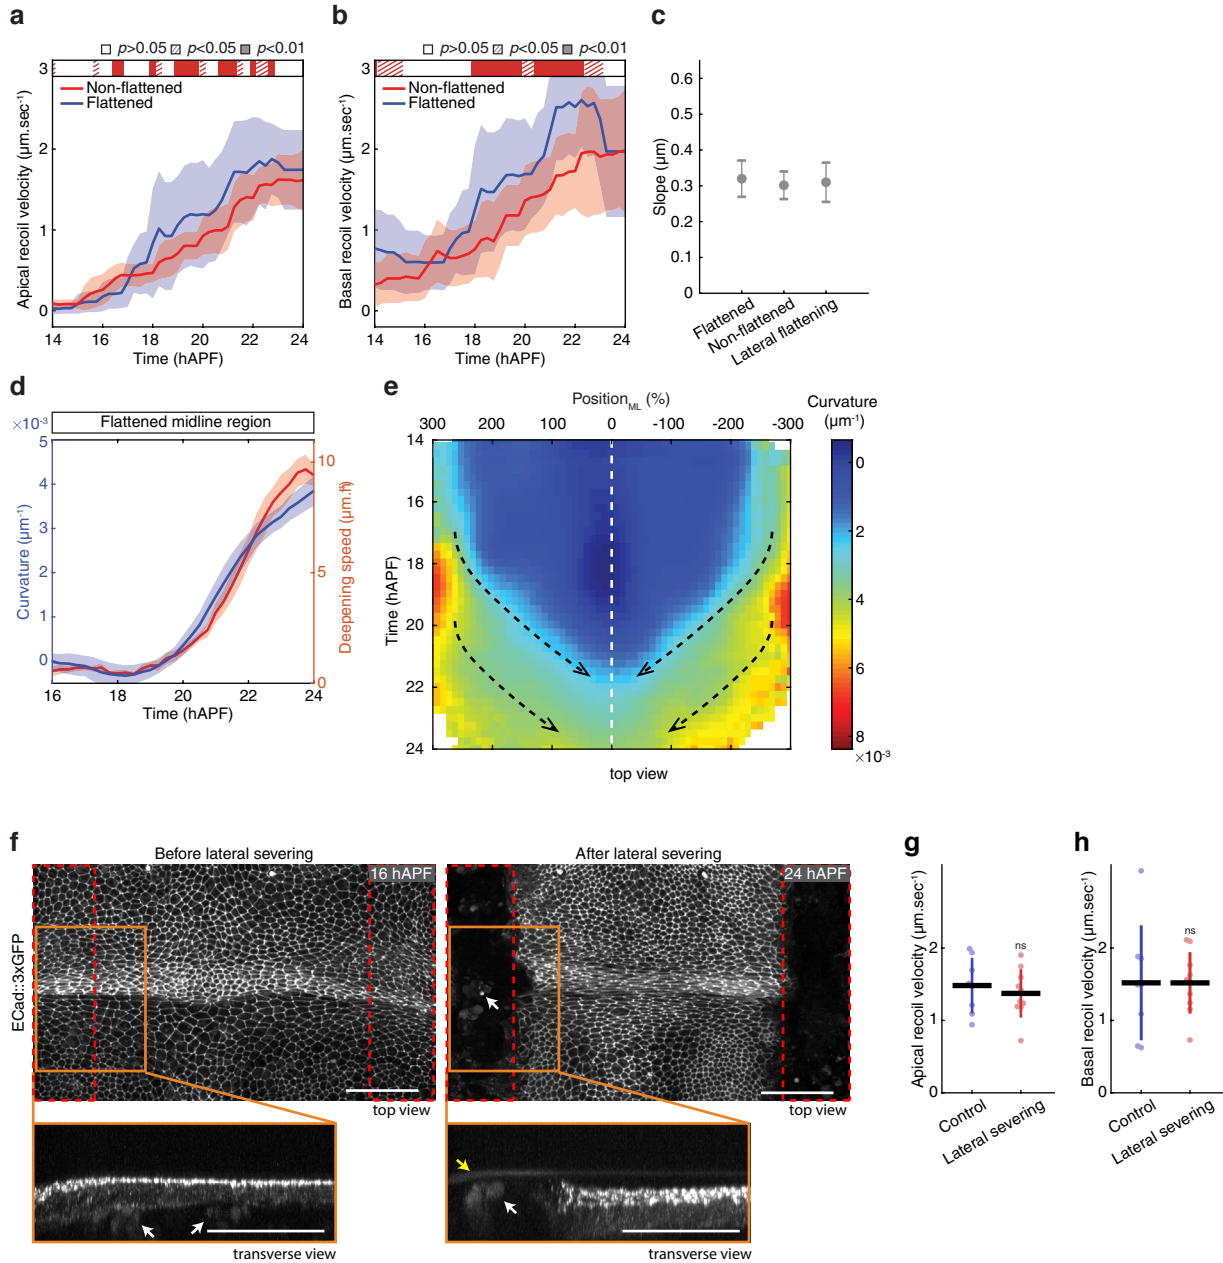 a
p>0.05 p<0.05 p<0.01
3
2
1
0
Non-flattened
Flattened
Apical recoil velocity (µm.sec⁻¹)
14 16 18 20 22 24
Time (hAPF)
b
p>0.05 p<0.05 p<0.01
3
2
1
0
Non-flattened
Flattened
Basal recoil velocity (µm.sec⁻¹)
14 16 18 20 22 24
Time (hAPF)
c
0.6
0.5
0.4
0.3
0.2
0.1
0
Slope (µm)
Flattened
Non-flattened
Lateral flattening
d
Flattened midline region
×10⁻³
5
4
3
2
1
0
Curvature (µm⁻¹)
10
5
0
16 18 20 22 24
Time (hAPF)
e
Position_ML (%)
300 200 100 0 -100 -200 -300
14
16
18
20
22
24
Time (hAPF)
top view
Curvature
(µm⁻¹)
0
2
4
6
8
×10⁻³
f
Before lateral severing
16 hAPF
ECad::3xGFP
top view
transverse view
After lateral severing
24 hAPF
top view
transverse view
g
2
1
0
Apical recoil velocity (µm.sec⁻¹)
ns
Control
Lateral severing
h
2
1
0
Basal recoil velocity (µm.sec⁻¹)
ns
Control
Lateral severing